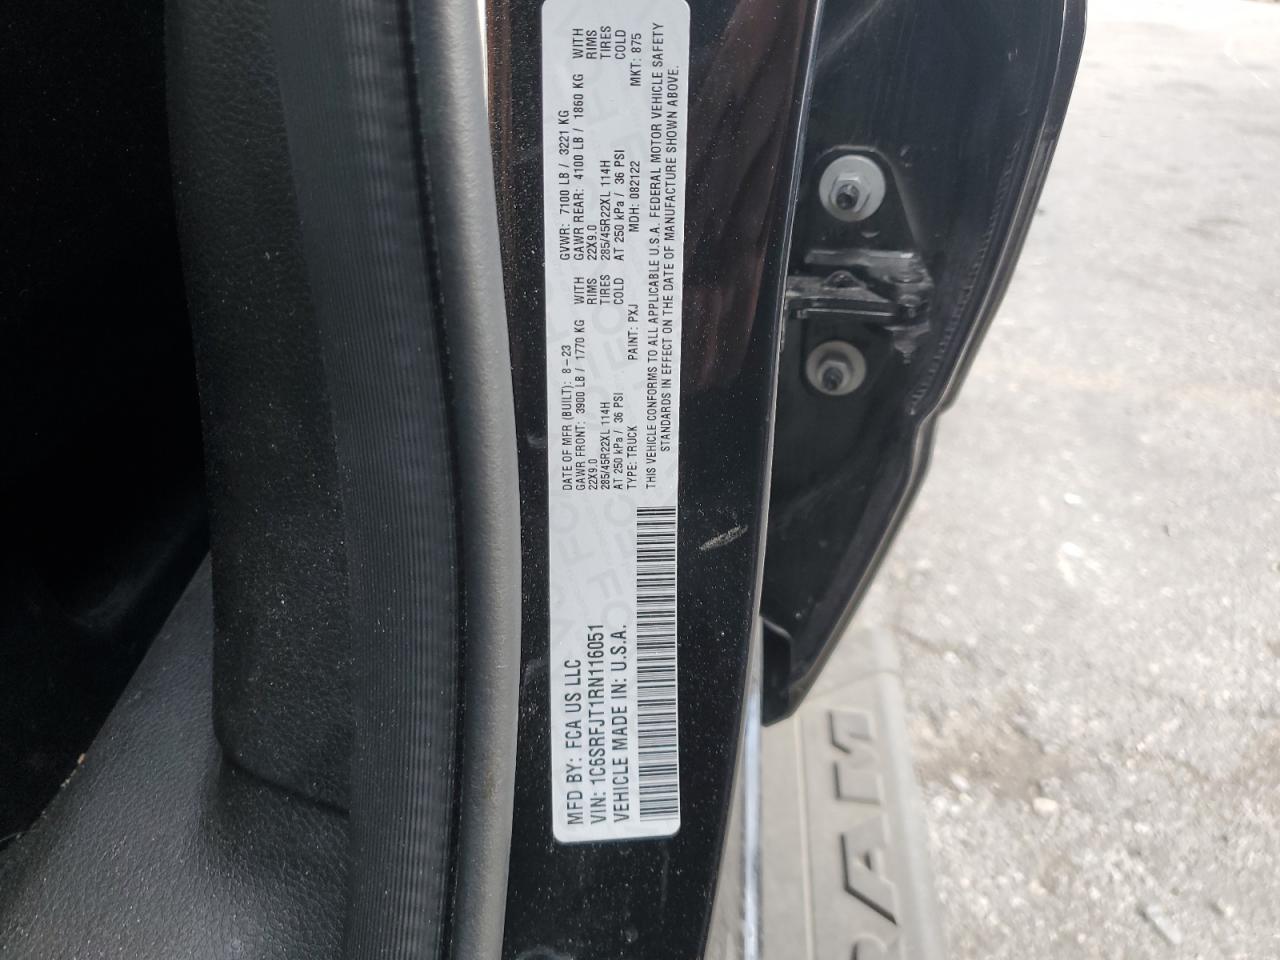 MFD BY: FCA US LLC
VIN: 1C6SRFJT1RN116051
VEHICLE MADE IN: U.S.A.
DATE OF MFR (BUILT): 8-23 GVWR: 7100 LB / 3221 KG
GAWR FRONT: 3900 LB / 1770 KG WITH GAWR REAR: 4100 LB / 1860 KG WITH
22X9.0 RIMS 22X9.0 RIMS
285/45R22XL 114H TIRES 285/45R22XL 114H TIRES
AT 250 kPa / 36 PSI COLD AT 250 kPa / 36 PSI COLD
TYPE: TRUCK PAINT: PXJ MDH: 082122 MKT: 875
THIS VEHICLE CONFORMS TO ALL APPLICABLE U.S.A. FEDERAL MOTOR VEHICLE SAFETY
STANDARDS IN EFFECT ON THE DATE OF MANUFACTURE SHOWN ABOVE.
RAM